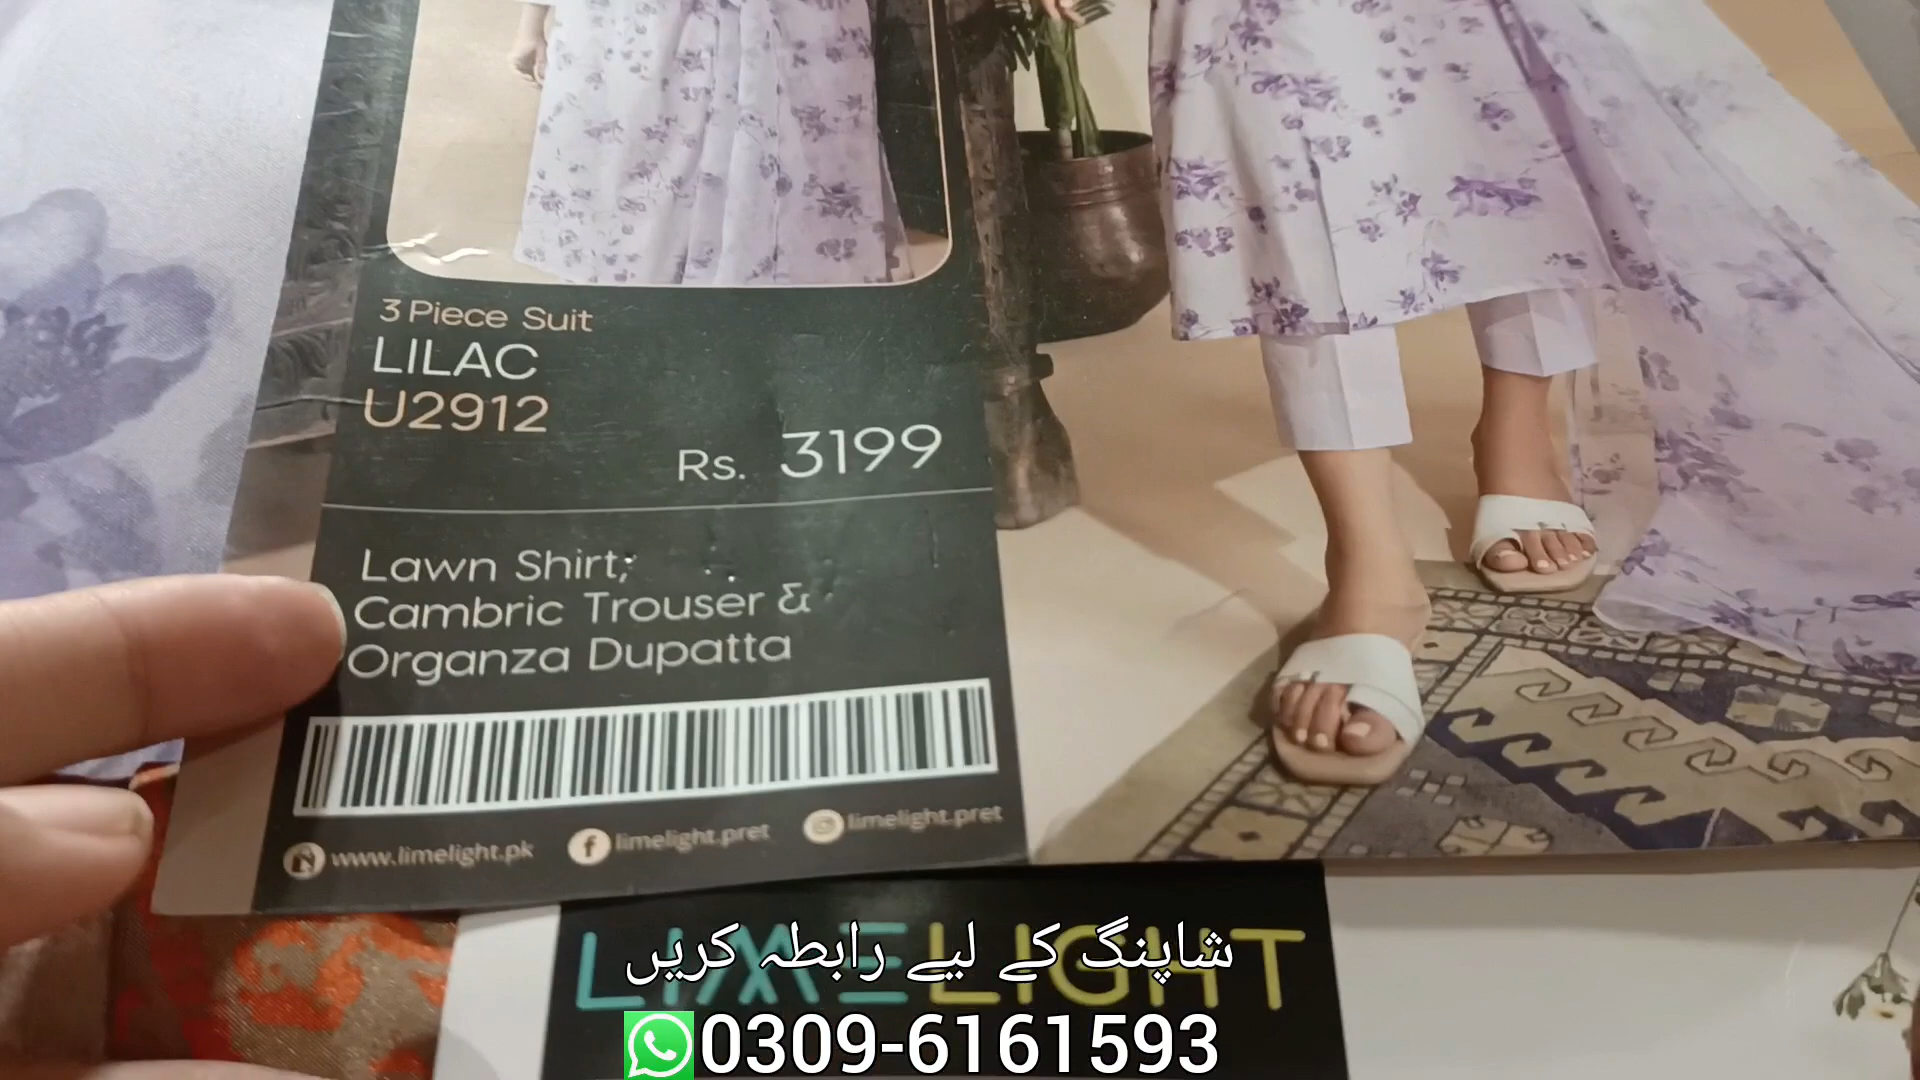 3 Piece Suit
LILAC
U2912
Rs. 3199
Lawn Shirt;
Cambric Trouser &
Organza Dupatta
www.limelight.pk limelight.pret limelight.pret
LIMELIGHT
شاپنگ کے لیے رابطہ کریں
0309-6161593